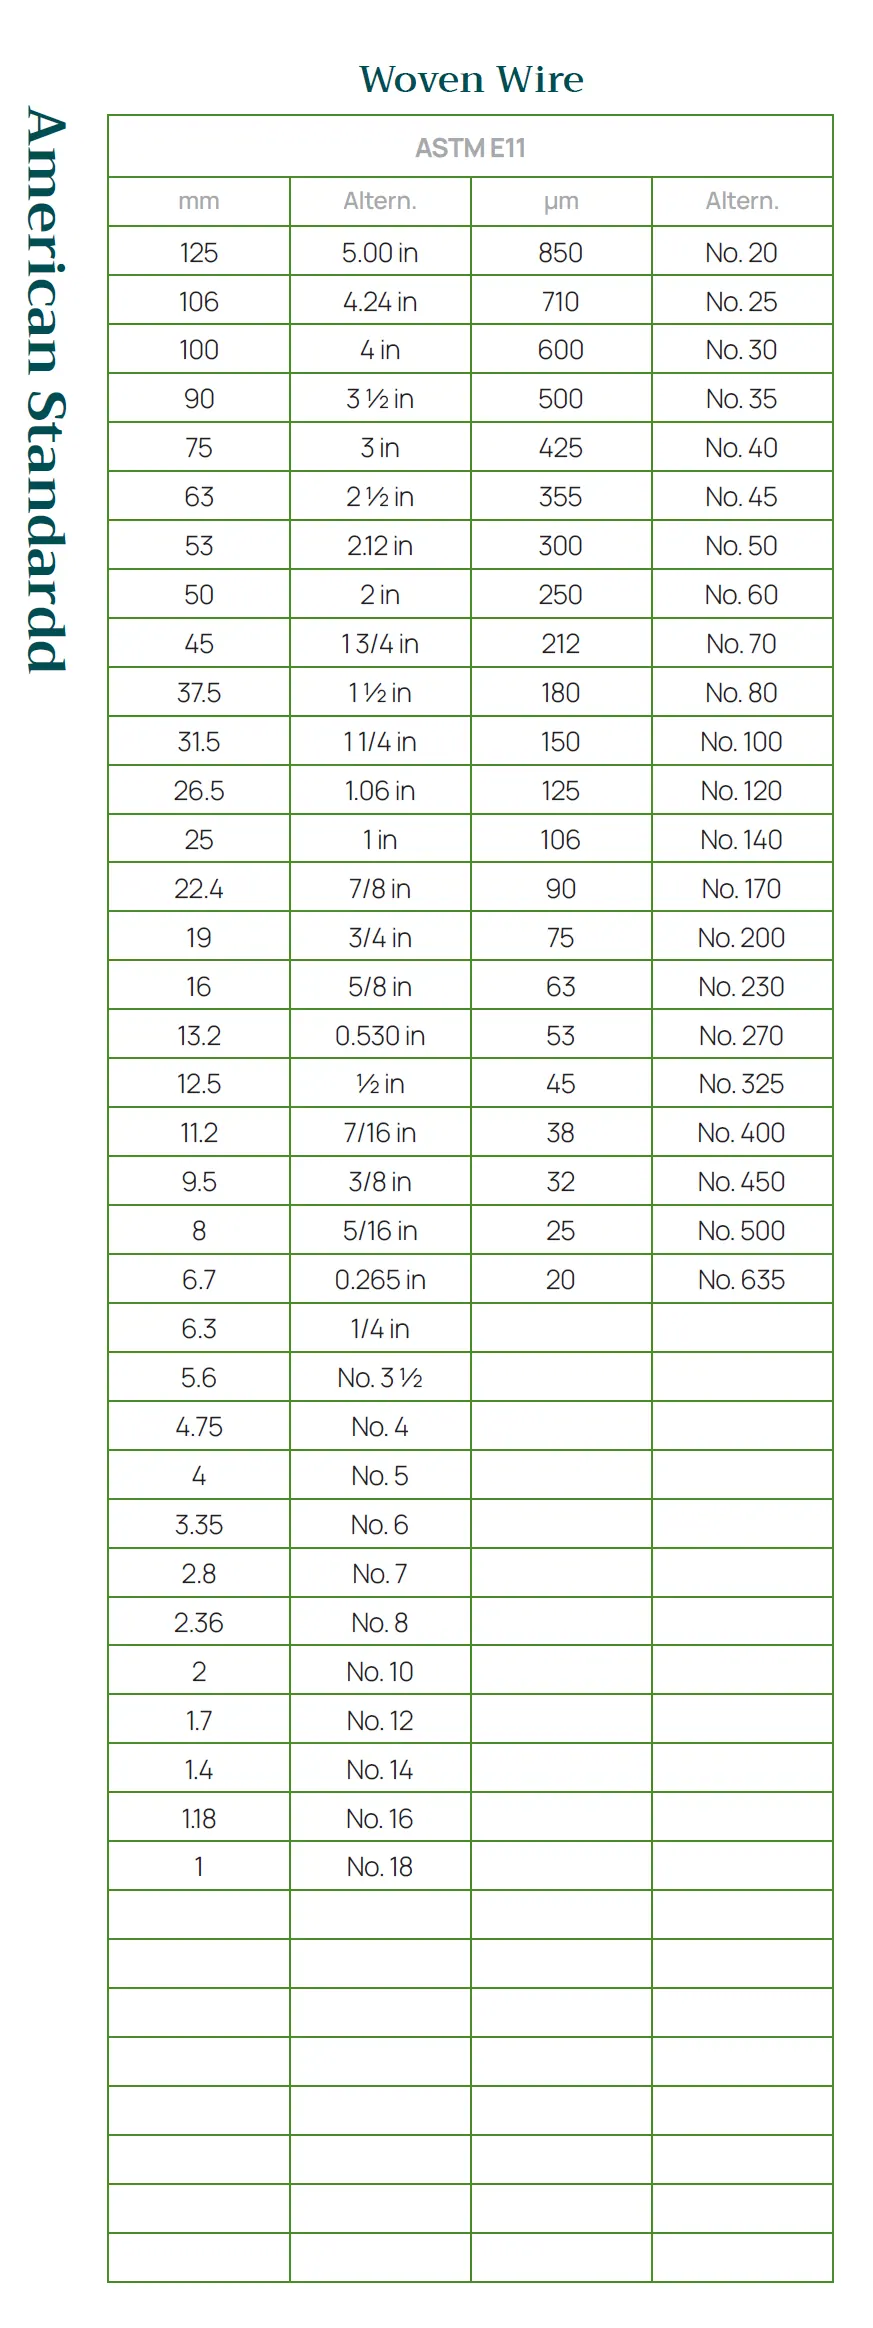 Woven Wire
American Standardd
ASTM E11
mm Altern. µm Altern.
125 5.00 in 850 No. 20
106 4.24 in 710 No. 25
100 4 in 600 No. 30
90 3 ½ in 500 No. 35
75 3 in 425 No. 40
63 2 ½ in 355 No. 45
53 2.12 in 300 No. 50
50 2 in 250 No. 60
45 1 3/4 in 212 No. 70
37.5 1 ½ in 180 No. 80
31.5 1 1/4 in 150 No. 100
26.5 1.06 in 125 No. 120
25 1 in 106 No. 140
22.4 7/8 in 90 No. 170
19 3/4 in 75 No. 200
16 5/8 in 63 No. 230
13.2 0.530 in 53 No. 270
12.5 ½ in 45 No. 325
11.2 7/16 in 38 No. 400
9.5 3/8 in 32 No. 450
8 5/16 in 25 No. 500
6.7 0.265 in 20 No. 635
6.3 1/4 in
5.6 No. 3 ½
4.75 No. 4
4 No. 5
3.35 No. 6
2.8 No. 7
2.36 No. 8
2 No. 10
1.7 No. 12
1.4 No. 14
1.18 No. 16
1 No. 18